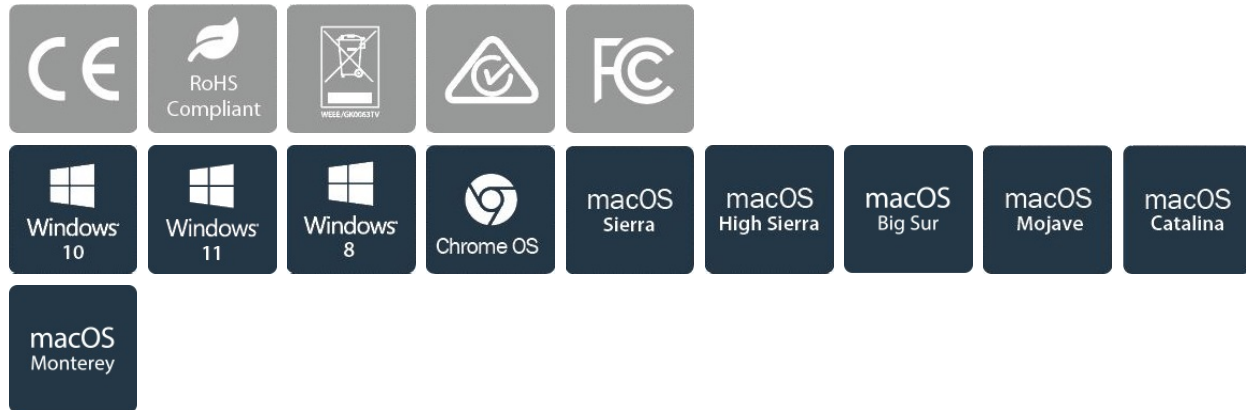 CE
RoHS
Compliant
WEEE/GK0063TV
FC
Windows
10
Windows
11
Windows
8
Chrome OS
macOS
Sierra
macOS
High Sierra
macOS
Big Sur
macOS
Mojave
macOS
Catalina
macOS
Monterey